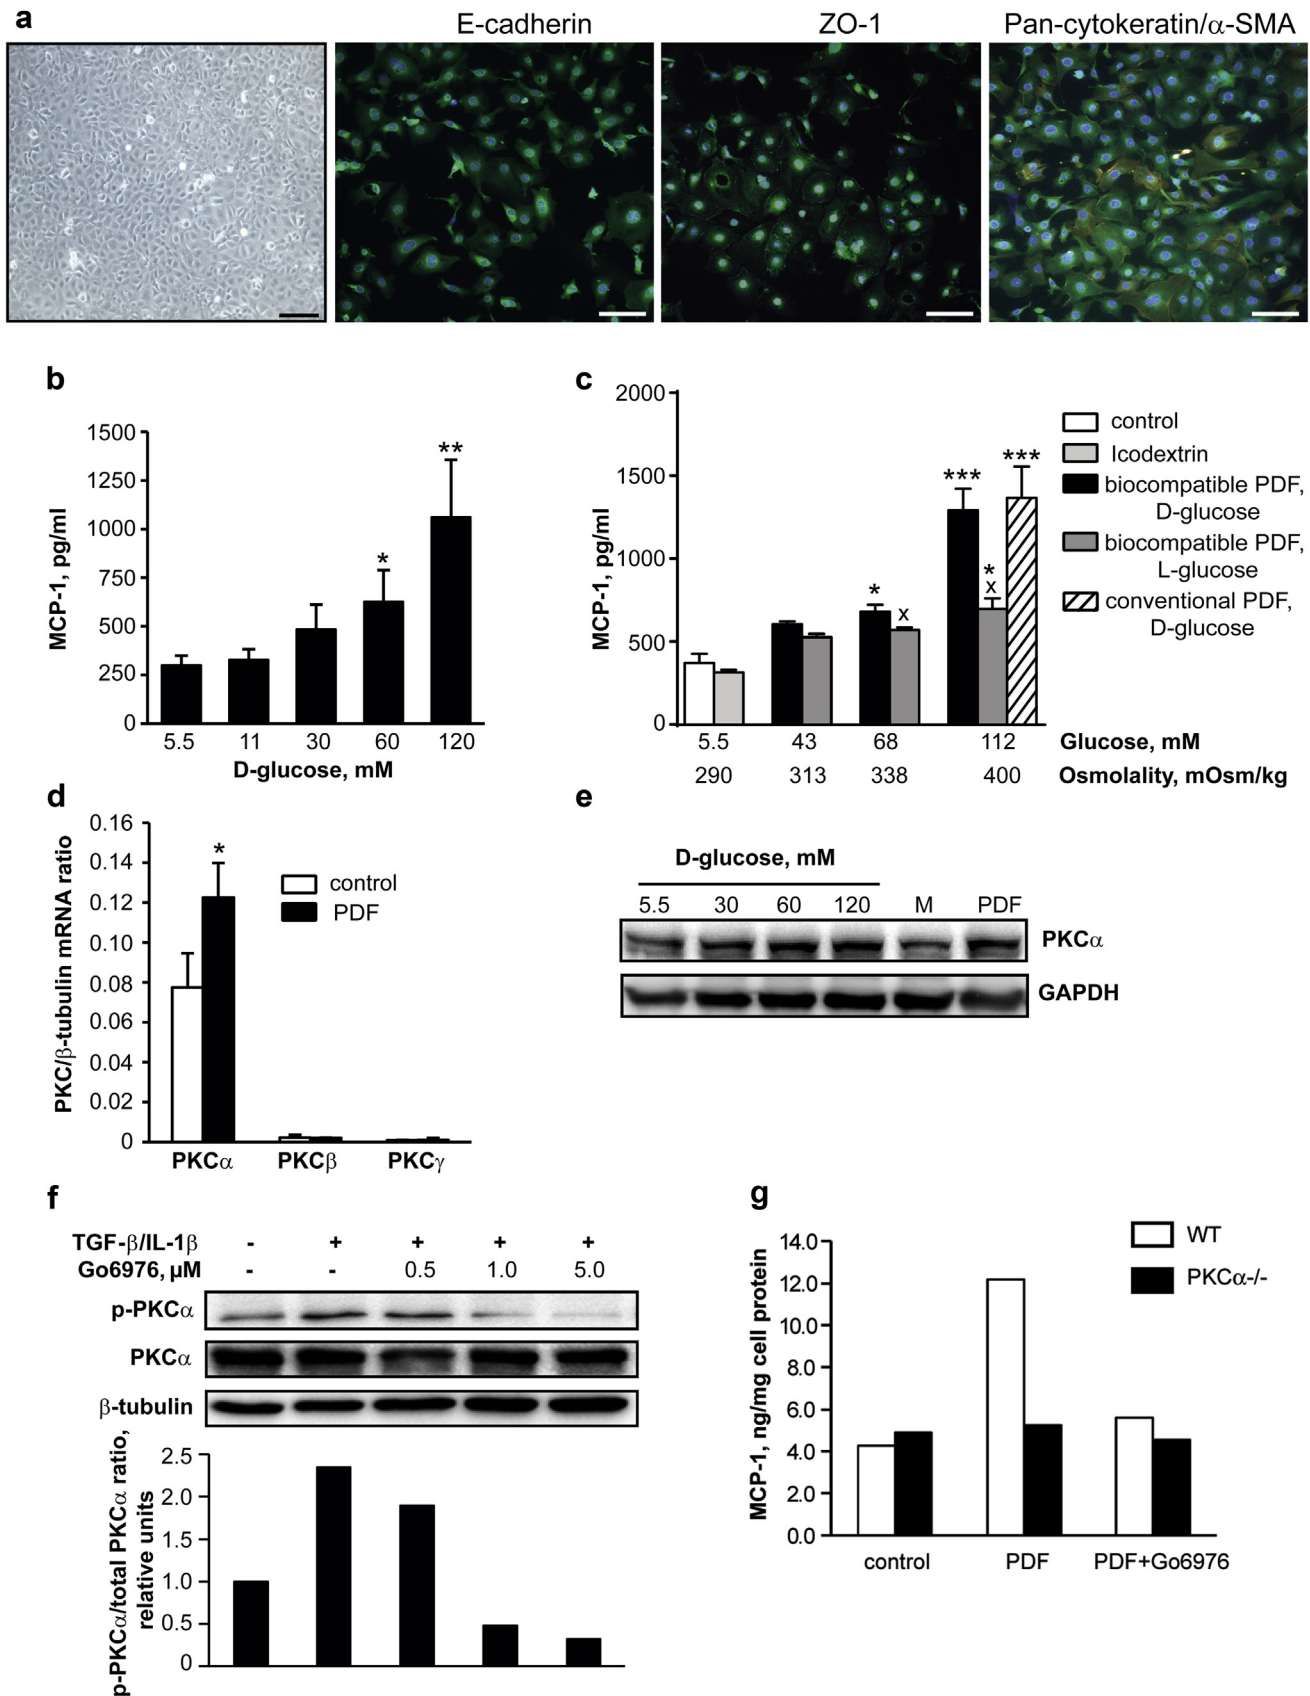 a
E-cadherin
ZO-1
Pan-cytokeratin/α-SMA
b
1500
1250
1000
750
500
250
0
MCP-1, pg/ml
*
**
5.5 11 30 60 120
D-glucose, mM
c
2000
1500
1000
500
0
MCP-1, pg/ml
*
x
***
*
x
***
control
Icodextrin
biocompatible PDF,
D-glucose
biocompatible PDF,
L-glucose
conventional PDF,
D-glucose
5.5 43 68 112 Glucose, mM
290 313 338 400 Osmolality, mOsm/kg
d
0.16
0.14
0.12
0.10
0.08
0.06
0.04
0.02
0
PKC/β-tubulin mRNA ratio
*
control
PDF
PKCα PKCβ PKCγ
e
D-glucose, mM
5.5 30 60 120 M PDF
PKCα
GAPDH
f
TGF-β/IL-1β - + + + +
Go6976, µM - - 0.5 1.0 5.0
p-PKCα
PKCα
β-tubulin
p-PKCα/total PKCα ratio,
relative units
2.5
2.0
1.5
1.0
0.5
0
g
WT
PKCα-/-
14.0
12.0
10.0
8.0
6.0
4.0
2.0
0.0
MCP-1, ng/mg cell protein
control PDF PDF+Go6976